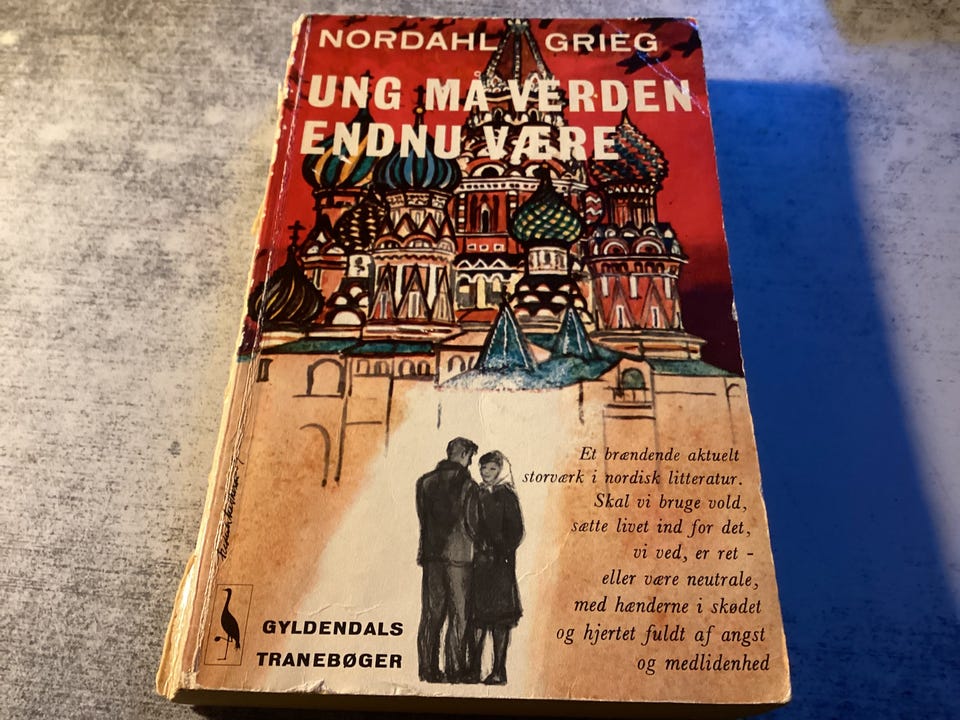 NORDAHL GRIEG
UNG MÅ VERDEN
ENDNU VÆRE
Et brændende aktuelt
storværk i nordisk litteratur.
Skal vi bruge vold,
sætte livet ind for det,
vi ved, er ret -
eller være neutrale,
med hænderne i skødet
og hjertet fuldt af angst
og medlidenhed
GYLDENDALS
TRANEBØGER